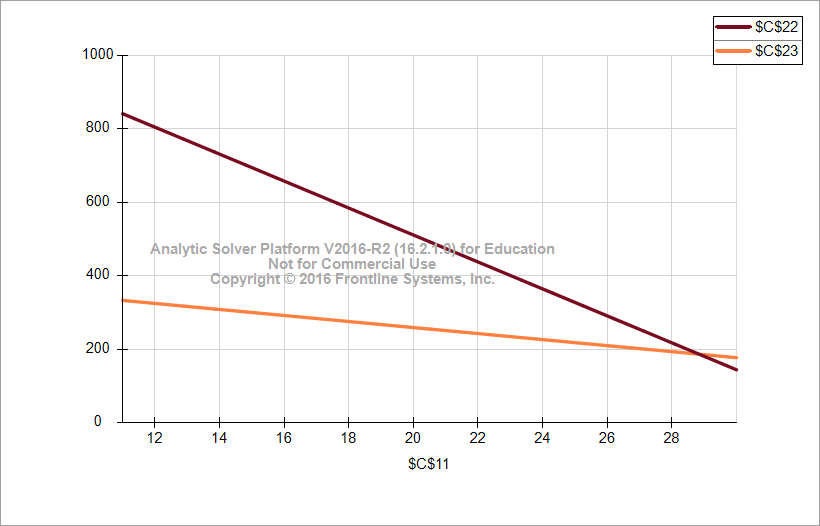 $C$22
$C$23
1000
800
600
400
200
0
Analytic Solver Platform V2016-R2 (16.2.1.0) for Education
Not for Commercial Use
Copyright © 2016 Frontline Systems, Inc.
12 14 16 18 20 22 24 26 28
$C$11